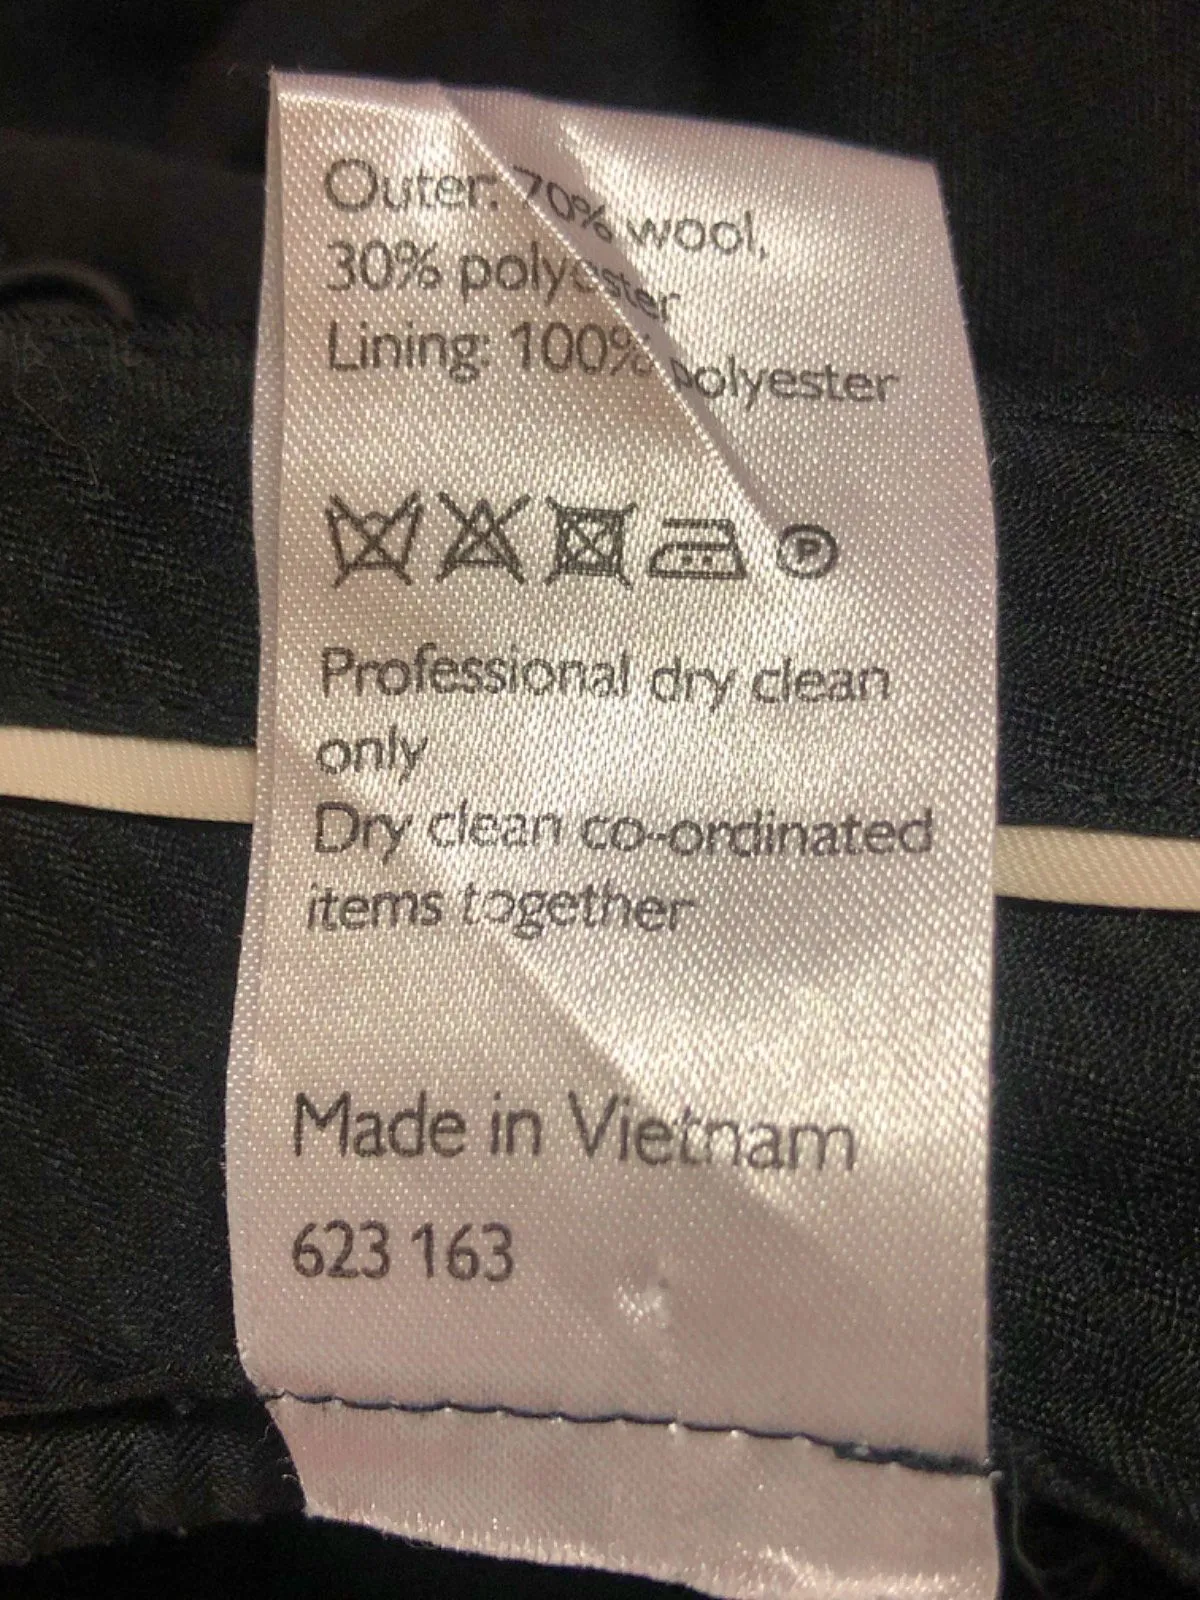 Outer: 70% wool,
30% polyester
Lining: 100% polyester
P
Professional dry clean
only
Dry clean co-ordinated
items together
Made in Vietnam
623 163